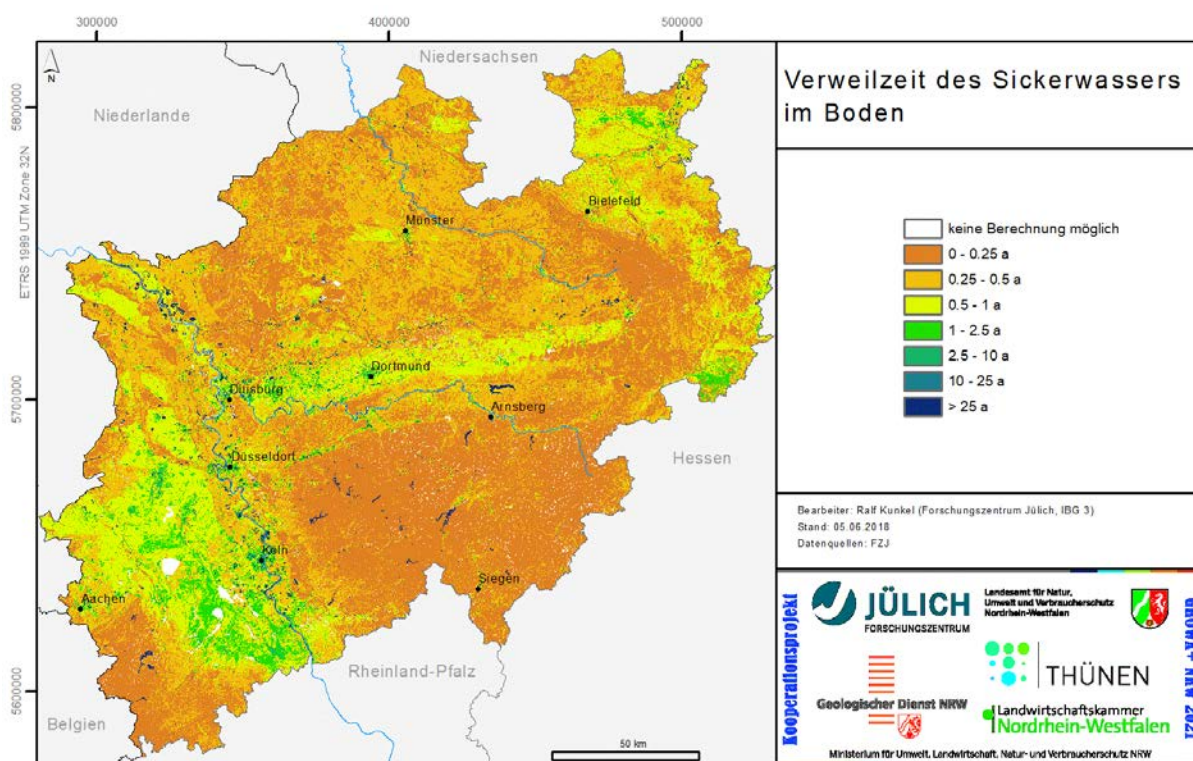 300000
400000
500000
5800000
5700000
5600000
ETRS 1989 UTM Zone 32N
N
Niedersachsen
Niederlande
Bielefeld
Münster
Dortmund
Duisburg
Arnsberg
Düsseldorf
Hessen
Köln
Siegen
Aachen
Rheinland-Pfalz
Belgien
50 km
Verweilzeit des Sickerwassers
im Boden
keine Berechnung möglich
0 - 0.25 a
0.25 - 0.5 a
0.5 - 1 a
1 - 2.5 a
2.5 - 10 a
10 - 25 a
> 25 a
Bearbeiter: Ralf Kunkel (Forschungszentrum Jülich, IBG 3)
Stand: 05.06.2018
Datenquellen: FZJ
Kooperationsprojekt
JÜLICH
FORSCHUNGSZENTRUM
Landesamt für Natur,
Umwelt und Verbraucherschutz
Nordrhein-Westfalen
THÜNEN
Geologischer Dienst NRW
Landwirtschaftskammer
Nordrhein-Westfalen
GROWA+ NRW 2021
Ministerium für Umwelt, Landwirtschaft, Natur- und Verbraucherschutz NRW